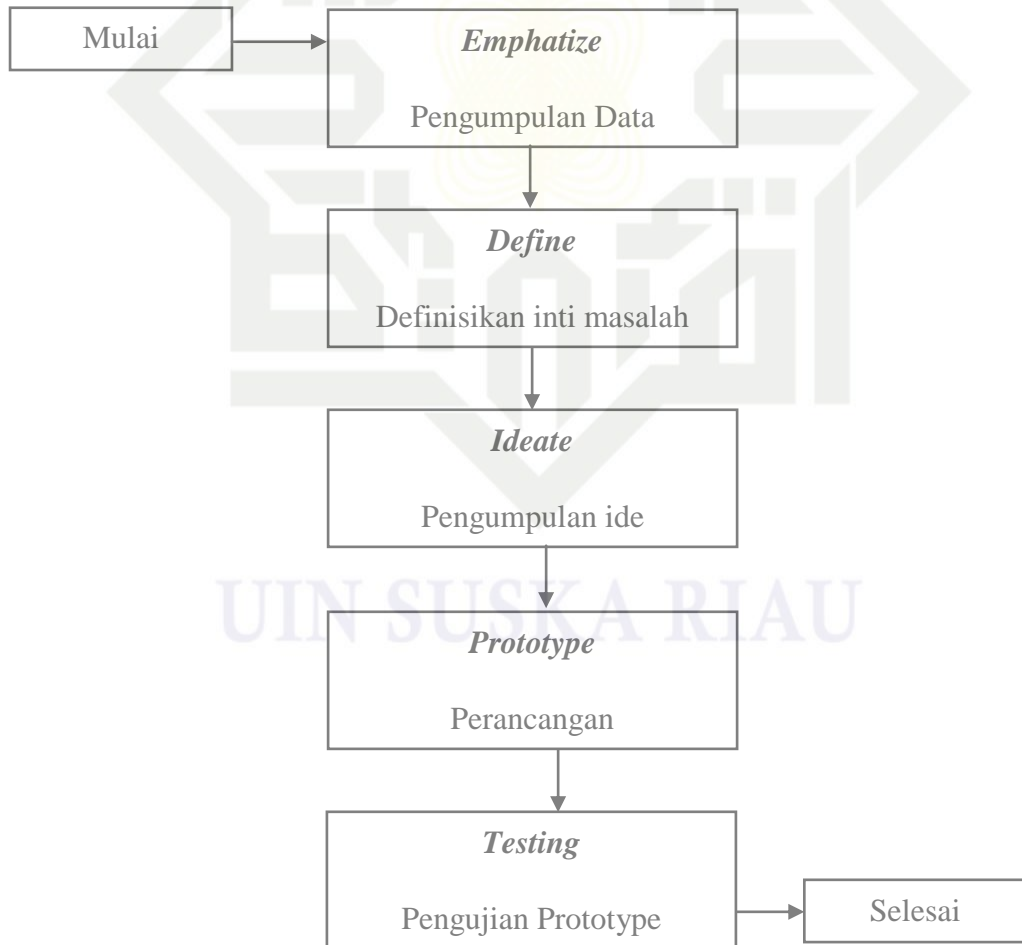 Mulai
Emphatize
Pengumpulan Data
Define
Definisikan inti masalah
Ideate
Pengumpulan ide
UIN SUSKA RIAU
Prototype
Perancangan
Testing
Pengujian Prototype
Selesai